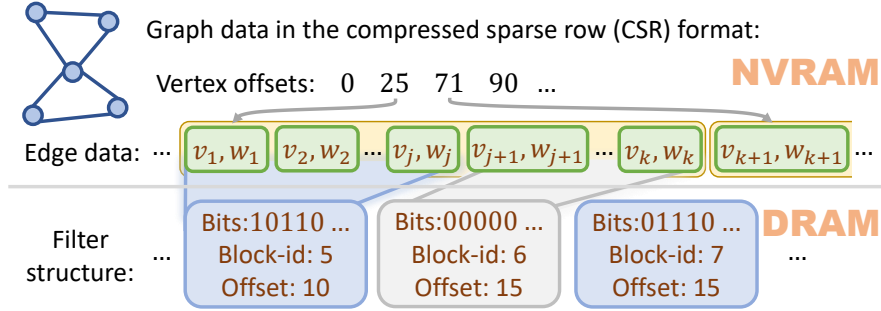 Graph data in the compressed sparse row (CSR) format:
Vertex offsets: 0 25 71 90 ...
NVRAM
Edge data: ... v₁, w₁ v₂, w₂ ... vⱼ, wⱼ vⱼ₊₁, wⱼ₊₁ ... vₖ, wₖ vₖ₊₁, wₖ₊₁ ...
DRAM
Filter
structure:
...
Bits:10110 ...
Block-id: 5
Offset: 10
Bits:00000 ...
Block-id: 6
Offset: 15
Bits:01110 ...
Block-id: 7
Offset: 15
...